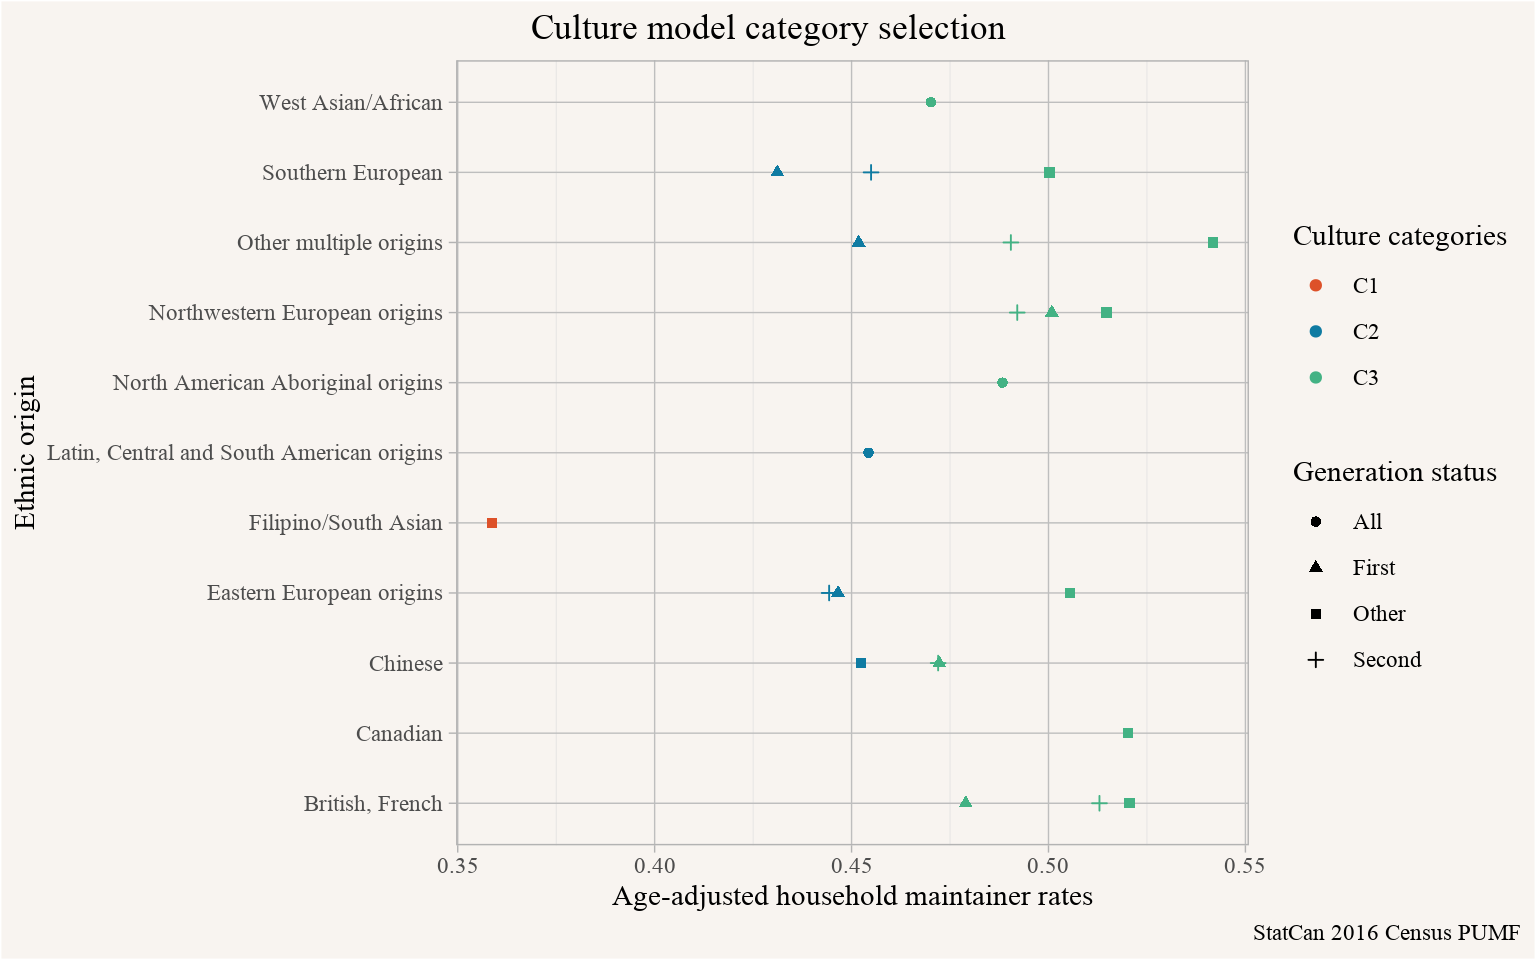 Culture model category selection
West Asian/African
Southern European
Other multiple origins
Northwestern European origins
North American Aboriginal origins
Latin, Central and South American origins
Filipino/South Asian
Eastern European origins
Chinese
Canadian
British, French
Ethnic origin
0.35 0.40 0.45 0.50 0.55
Age-adjusted household maintainer rates
Culture categories
C1
C2
C3
Generation status
All
First
Other
Second
StatCan 2016 Census PUMF